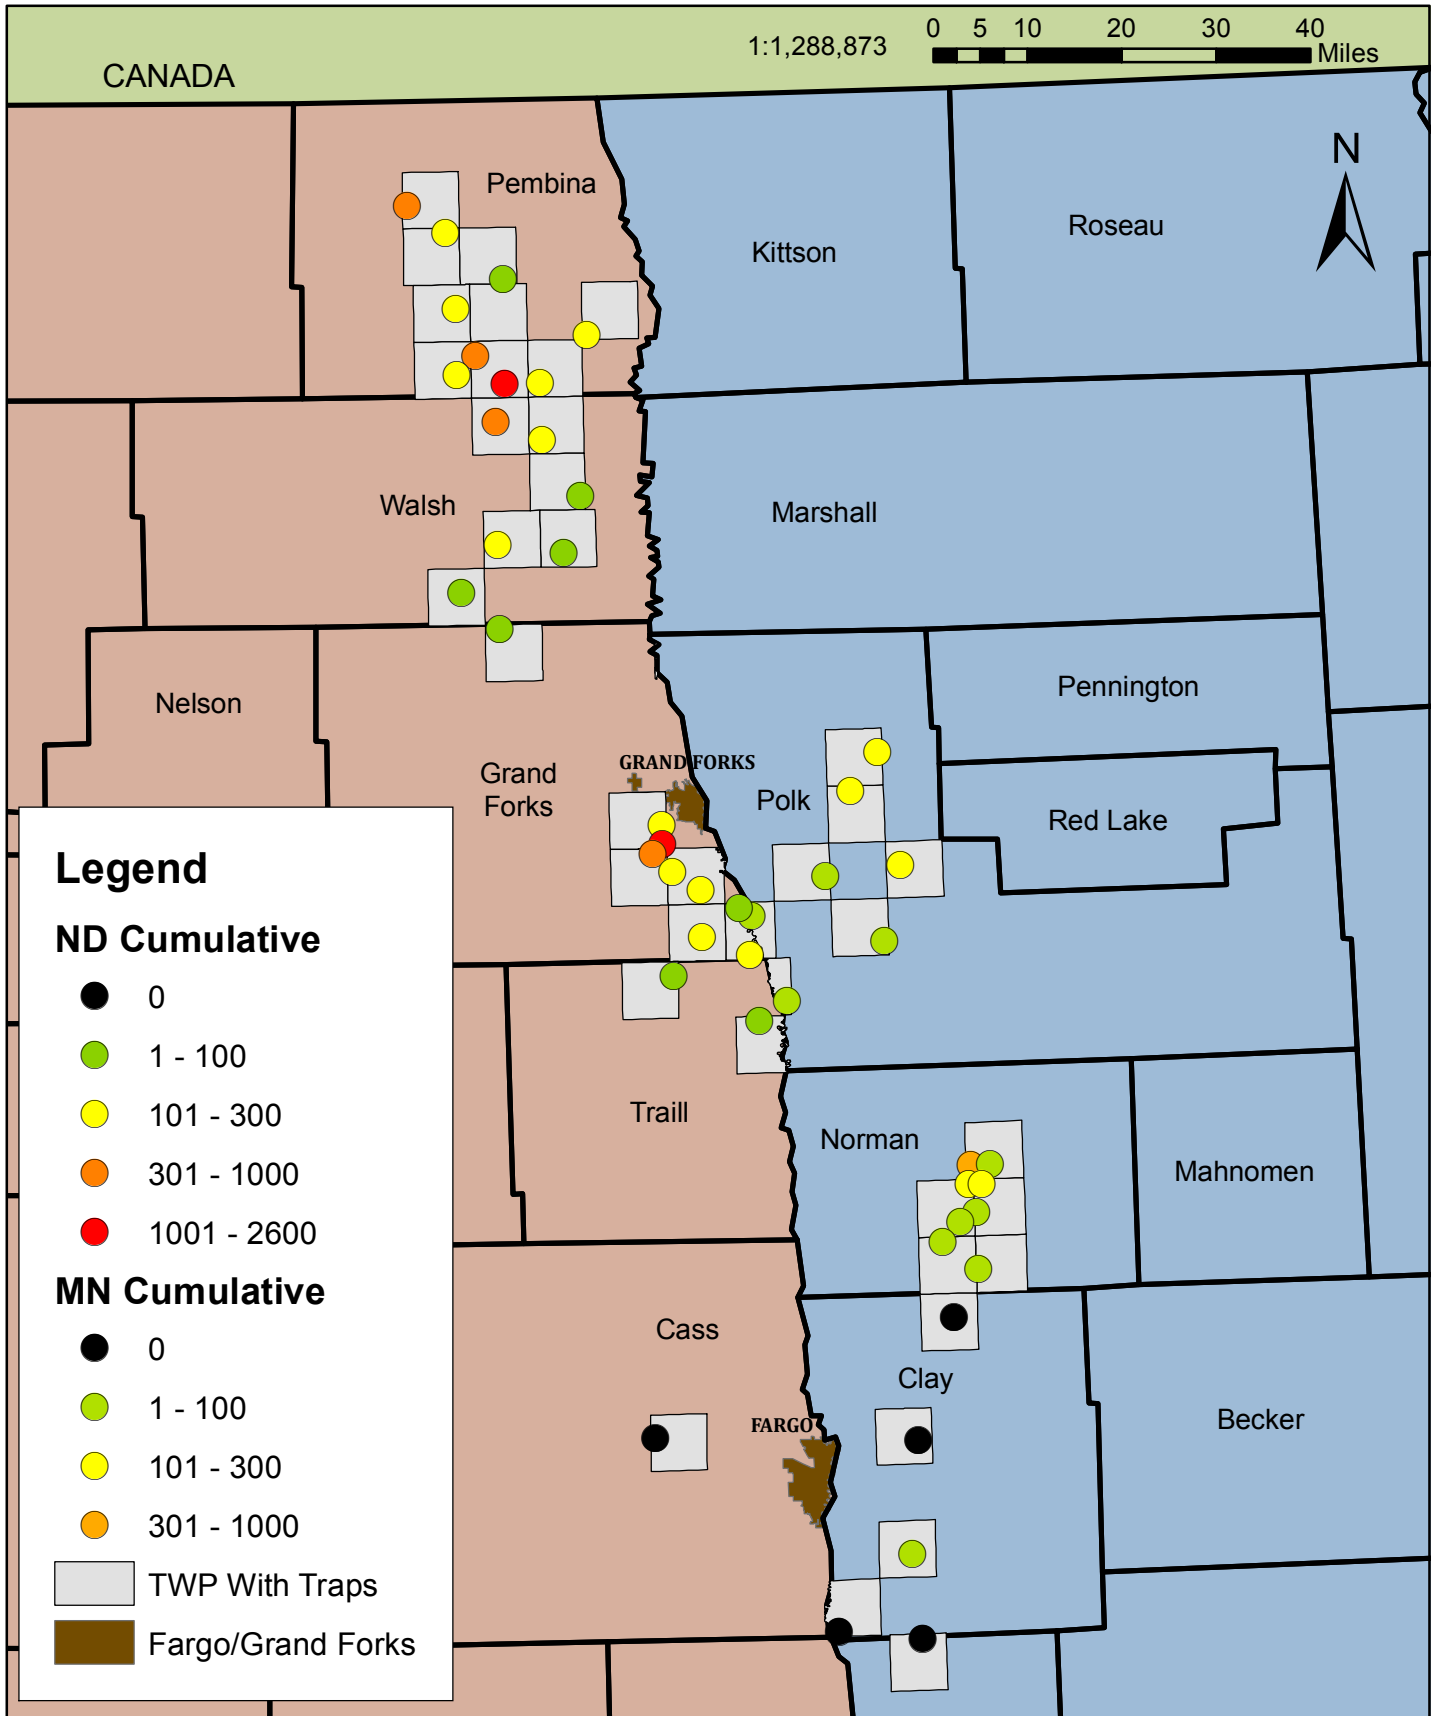 0 5 10 20 30 40
1:1,288,873
Miles
CANADA
N
Pembina
Roseau
Kittson
Walsh
Marshall
Pennington
Nelson
GRAND FORKS
Grand
Forks
Polk
Red Lake
Traill
Norman
Mahnomen
Cass
Clay
FARGO
Becker
Legend
ND Cumulative
0
1 - 100
101 - 300
301 - 1000
1001 - 2600
MN Cumulative
0
1 - 100
101 - 300
301 - 1000
TWP With Traps
Fargo/Grand Forks